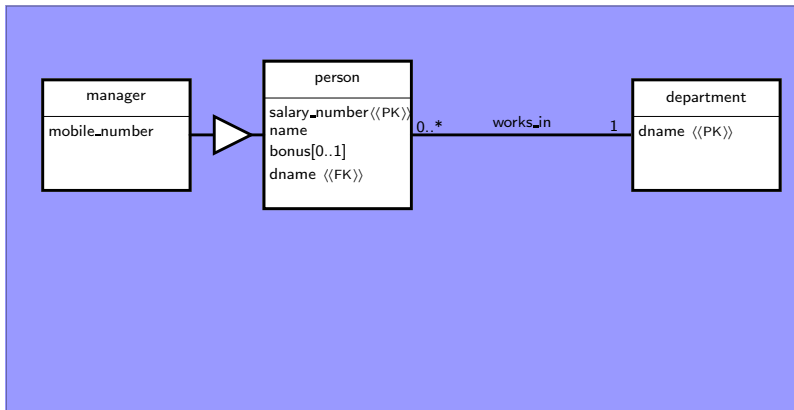 manager
mobile_number
person
salary_number⟨⟨PK⟩⟩
name
bonus[0..1]
dname ⟨⟨FK⟩⟩
0..*
works_in
1
department
dname ⟨⟨PK⟩⟩